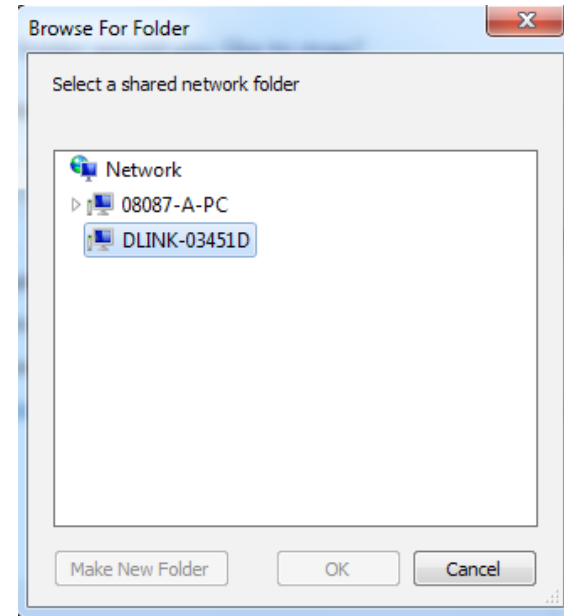 Browse For Folder
Select a shared network folder
Network
08087-A-PC
DLINK-03451D
Make New Folder OK Cancel